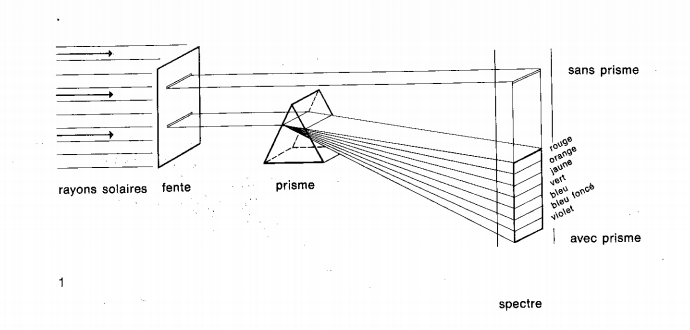 sans prisme
rouge
orange
jaune
vert
bleu
bleu foncé
violet
rayons solaires
fente
prisme
avec prisme
1
spectre